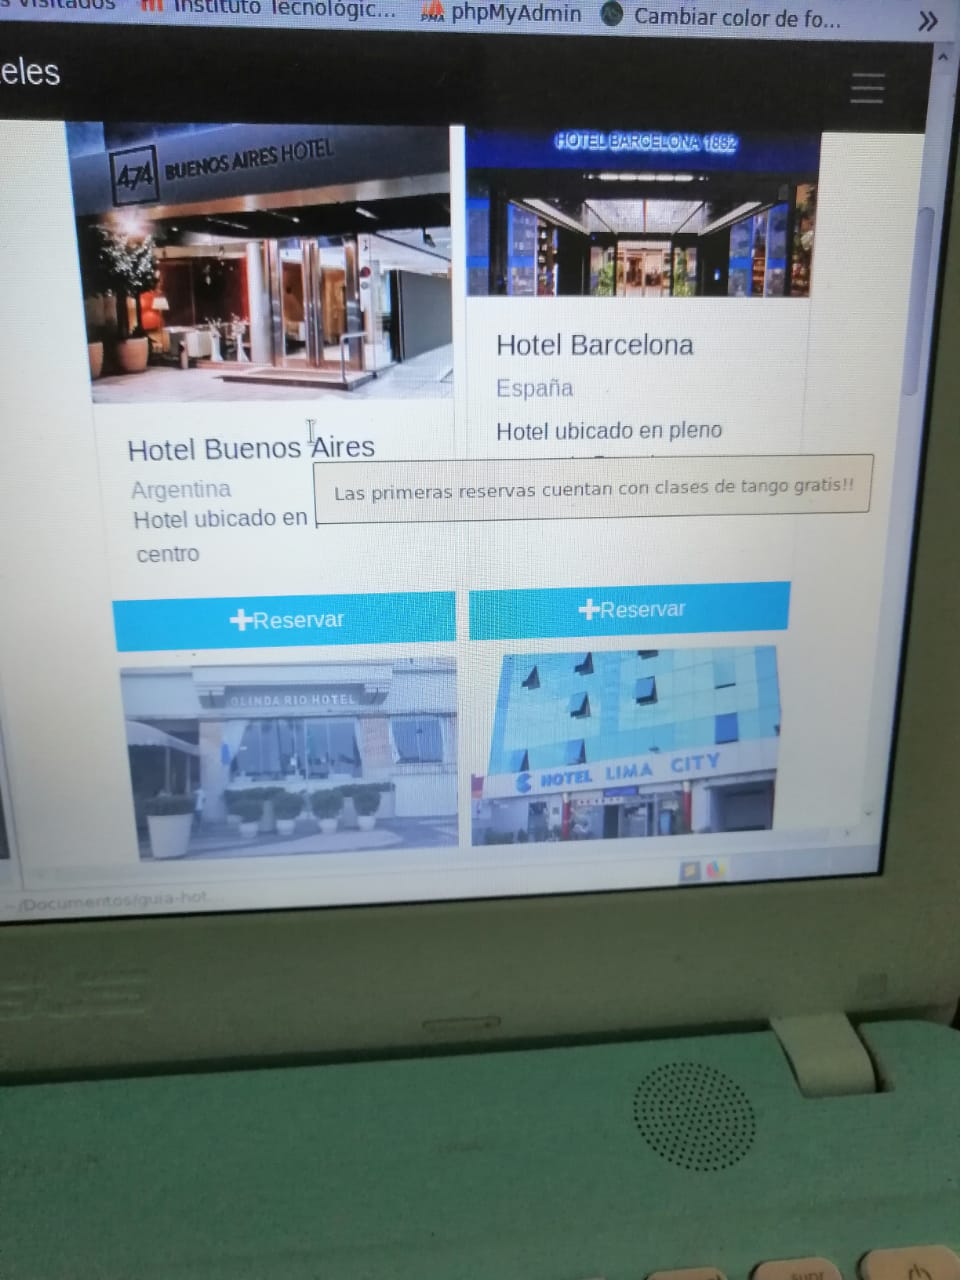 s visitados
Instituto Tecnológic...
phpMyAdmin
Cambiar color de fo...
eles
474 BUENOS AIRES HOTEL
HOTEL BARCELONA 1882
Hotel Barcelona
España
Hotel ubicado en pleno
Hotel Buenos Aires
Argentina
Hotel ubicado en
centro
Las primeras reservas cuentan con clases de tango gratis!!
+Reservar
+Reservar
OLINDA RIO HOTEL
HOTEL LIMA CITY
~/Documentos/guia-hot...